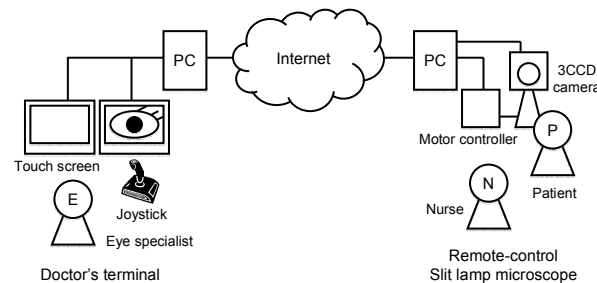 PC
Internet
PC
3CCD
camera
Touch screen
Motor controller
P
E
Joystick
N
Patient
Nurse
Eye specialist
Doctor's terminal
Remote-control
Slit lamp microscope